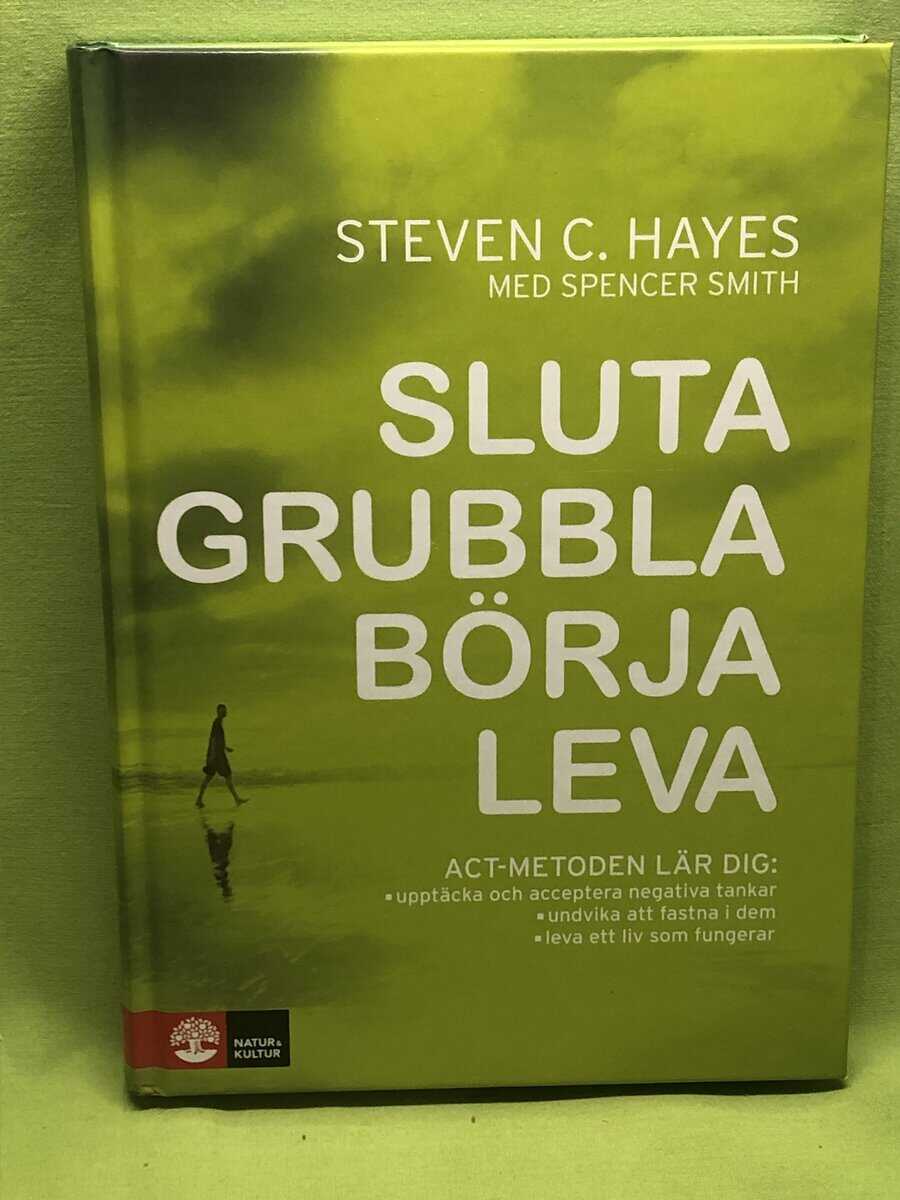 STEVEN C. HAYES
MED SPENCER SMITH
SLUTA
GRUBBLA
BÖRJA
LEVA
ACT-METODEN LÄR DIG:
▪ upptäcka och acceptera negativa tankar
▪ undvika att fastna i dem
▪ leva ett liv som fungerar
NATUR&
KULTUR